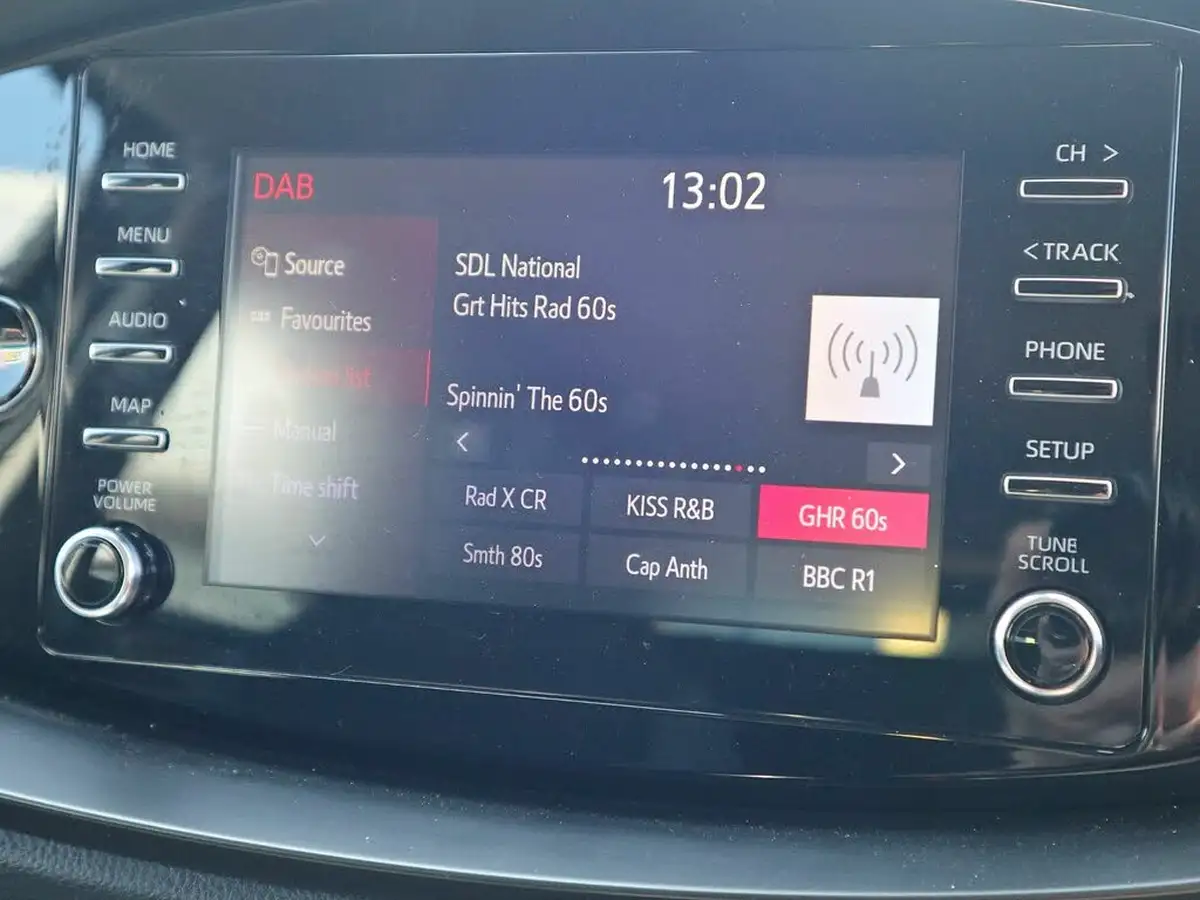 HOME
MENU
AUDIO
MAP
POWER
VOLUME
DAB
13:02
Source
Favourites
list
Manual
Time shift
SDL National
Grt Hits Rad 60s
Spinnin' The 60s
Rad X CR
KISS R&B
GHR 60s
Smth 80s
Cap Anth
BBC R1
CH >
< TRACK
PHONE
SETUP
TUNE
SCROLL